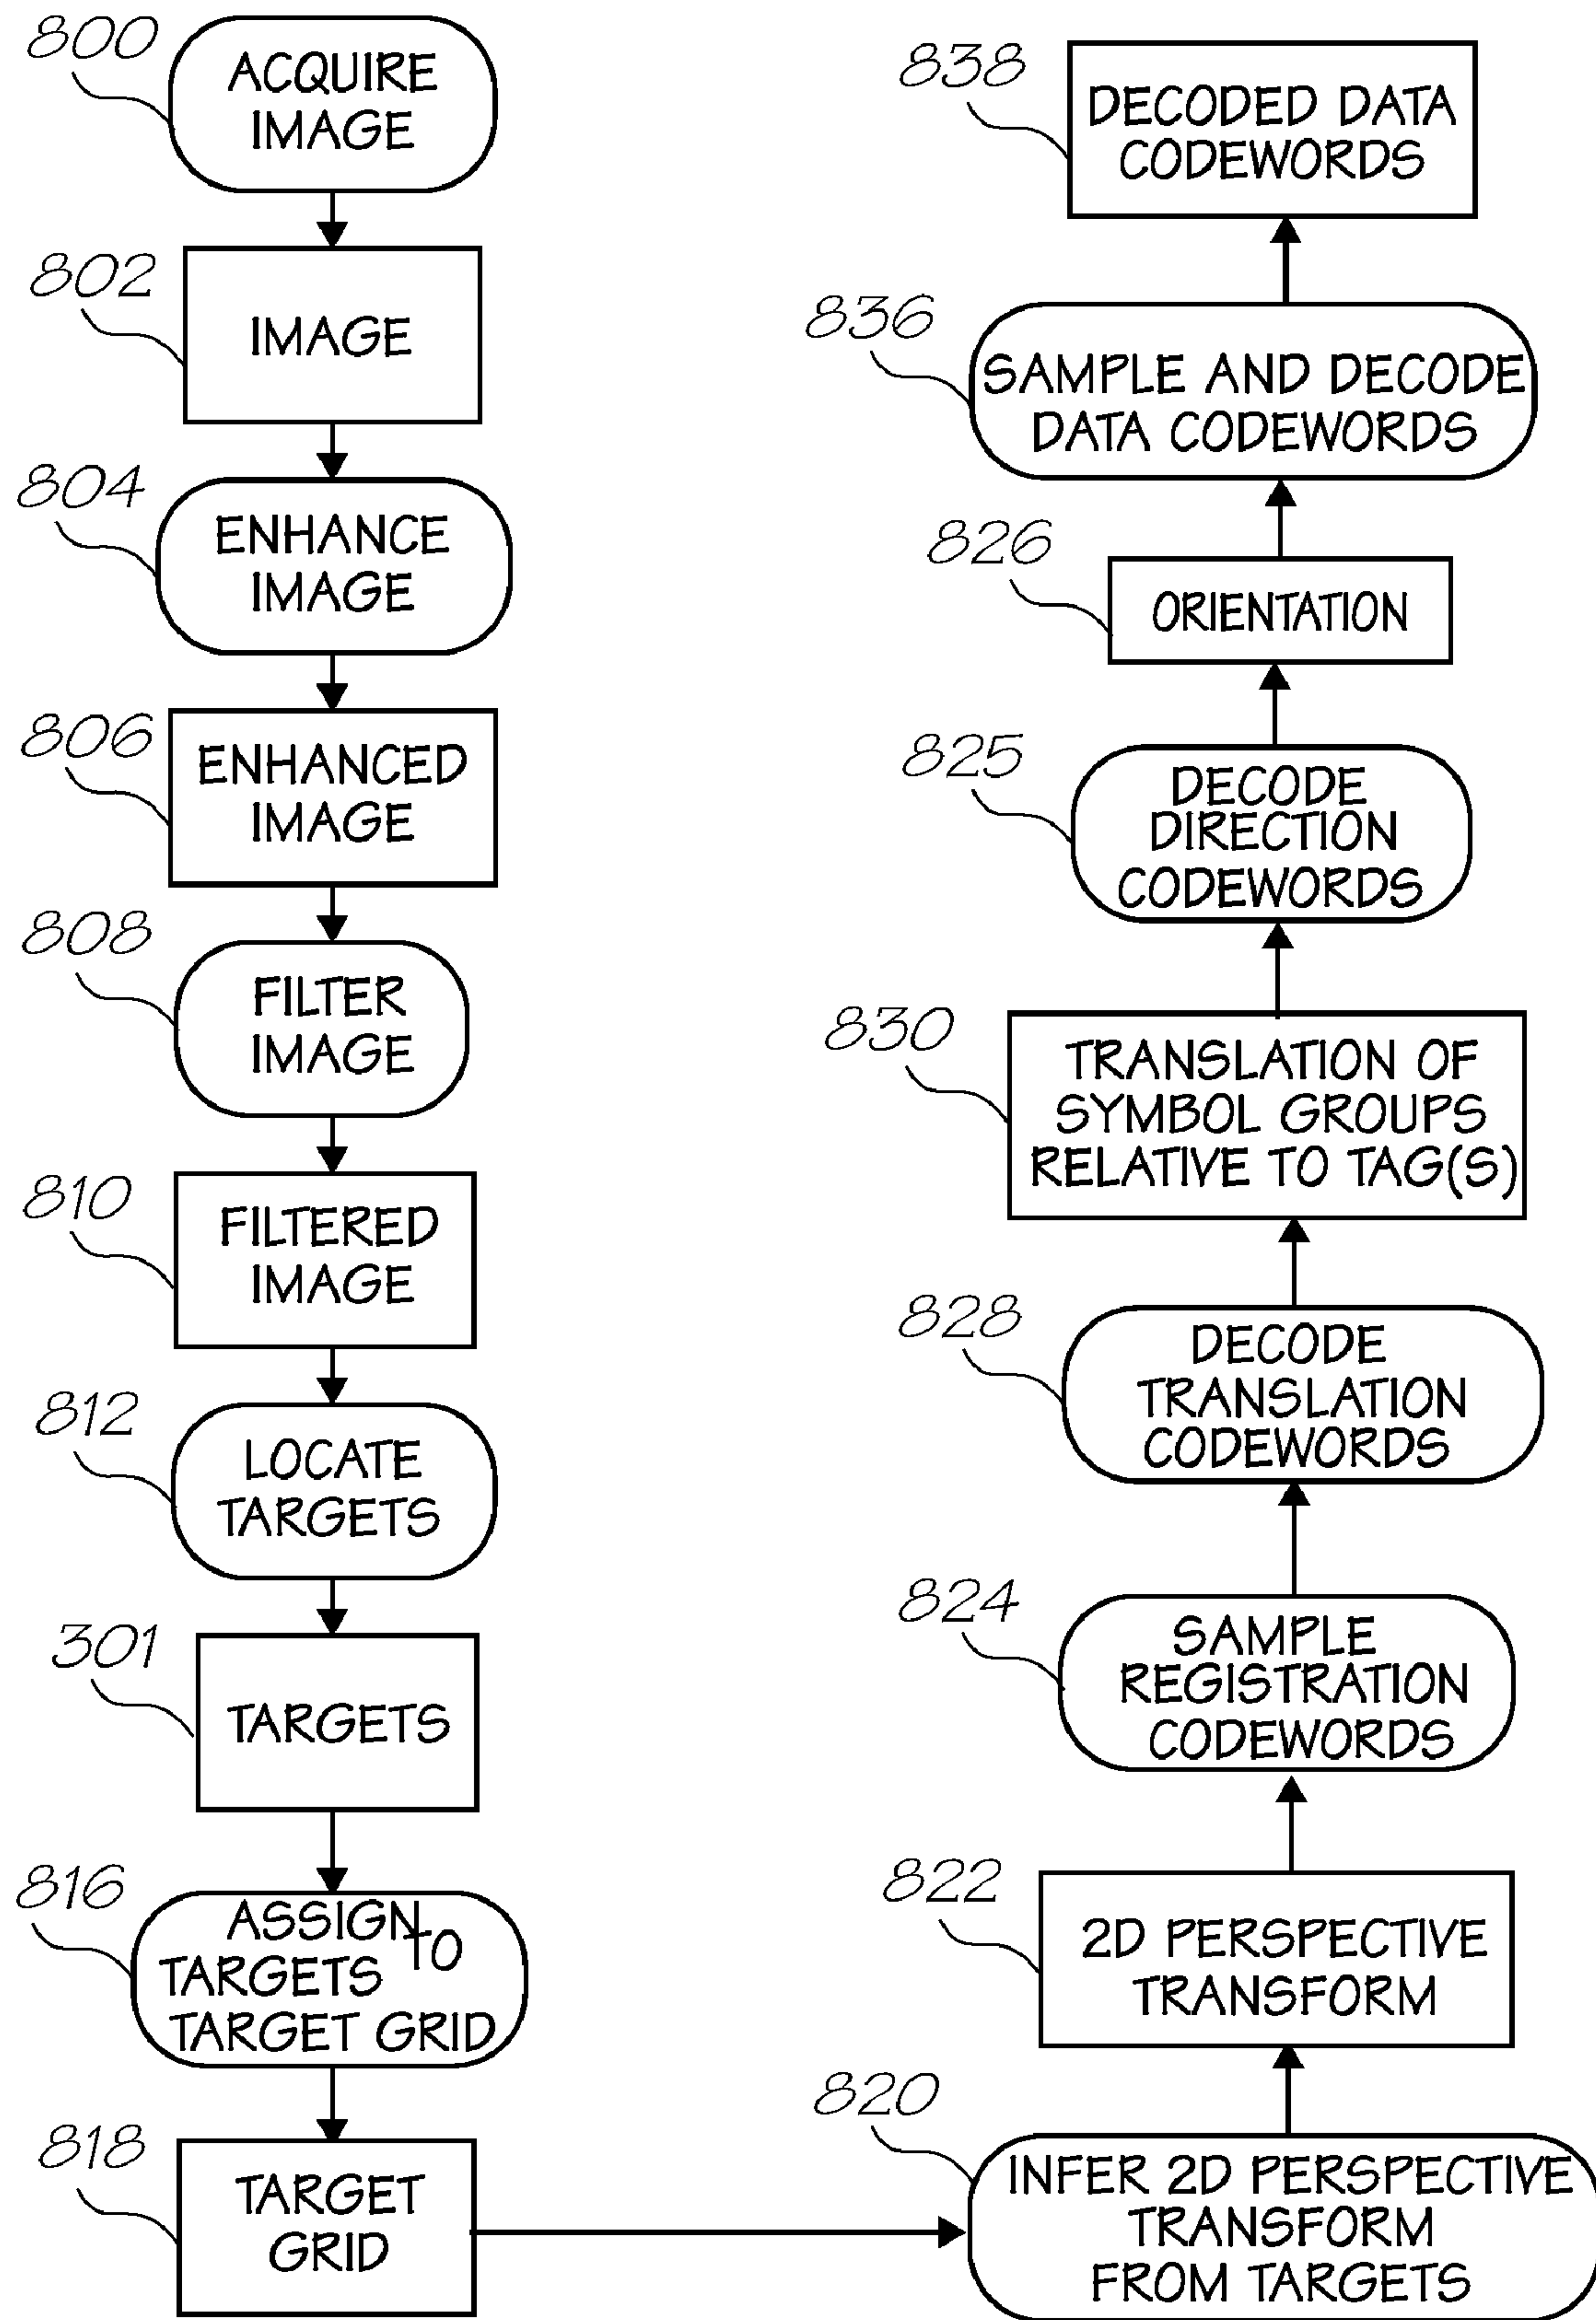 800
ACQUIRE
IMAGE
802
IMAGE
804
ENHANCE
IMAGE
806
ENHANCED
IMAGE
808
FILTER
IMAGE
810
FILTERED
IMAGE
812
LOCATE
TARGETS
301
TARGETS
816
ASSIGN TO
TARGETS
TARGET GRID
818
TARGET
GRID
820
INFER 2D PERSPECTIVE
TRANSFORM
FROM TARGETS
822
2D PERSPECTIVE
TRANSFORM
824
SAMPLE
REGISTRATION
CODEWORDS
828
DECODE
TRANSLATION
CODEWORDS
830
TRANSLATION OF
SYMBOL GROUPS
RELATIVE TO TAG(S)
825
DECODE
DIRECTION
CODEWORDS
826
ORIENTATION
836
SAMPLE AND DECODE
DATA CODEWORDS
838
DECODED DATA
CODEWORDS